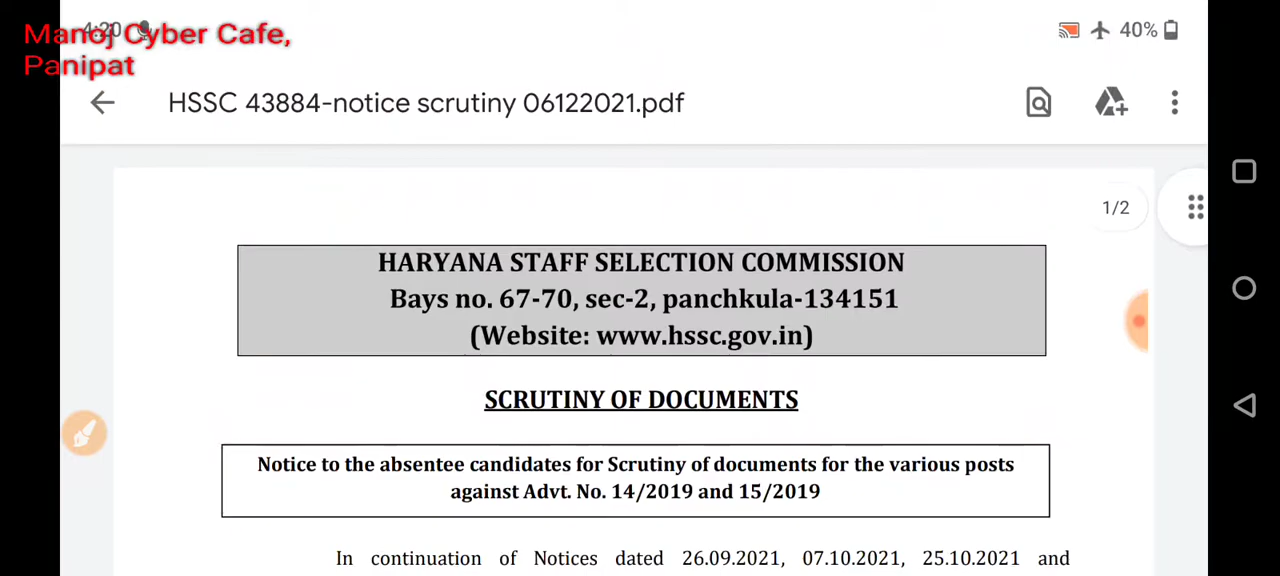 Manoj Cyber Cafe,
Panipat
4:20
40%
HSSC 43884-notice scrutiny 06122021.pdf
1/2
HARYANA STAFF SELECTION COMMISSION
Bays no. 67-70, sec-2, panchkula-134151
(Website: www.hssc.gov.in)
SCRUTINY OF DOCUMENTS
Notice to the absentee candidates for Scrutiny of documents for the various posts
against Advt. No. 14/2019 and 15/2019
In continuation of Notices dated 26.09.2021, 07.10.2021, 25.10.2021 and